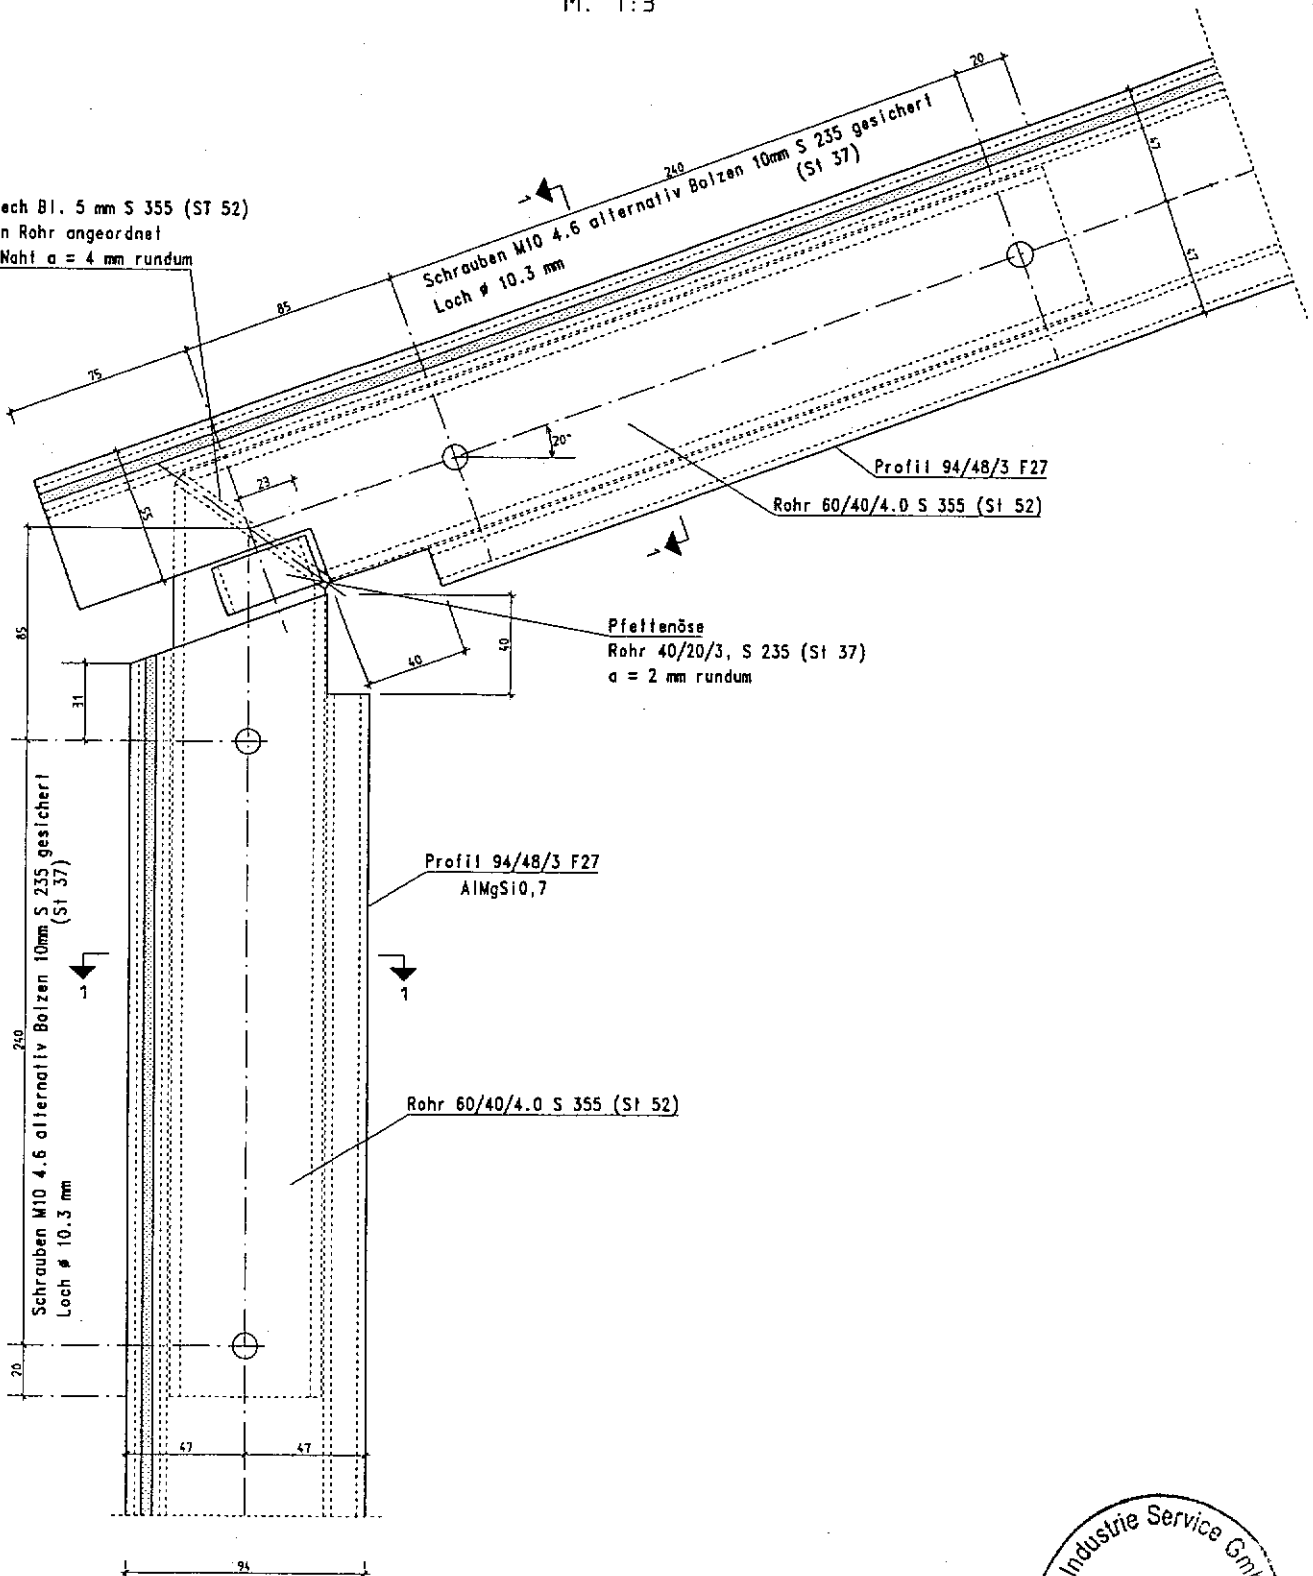 M. 1:3
20
240
Schrauben M10 4.6 alternativ Bolzen 10mm S 235 gesichert
(St 37)
Loch ø 10.3 mm
ech Bl. 5 mm S 355 (ST 52)
n Rohr angeordnet
Naht a = 4 mm rundum
85
75
47
47
20°
23
55
Profil 94/48/3 F27
Rohr 60/40/4.0 S 355 (St 52)
1
1
Pfettenöse
Rohr 40/20/3, S 235 (St 37)
a = 2 mm rundum
40
40
85
31
Schrauben M10 4.6 alternativ Bolzen 10mm S 235 gesichert
(St 37)
Loch ø 10.3 mm
240
20
Profil 94/48/3 F27
AlMgSi0,7
1
1
Rohr 60/40/4.0 S 355 (St 52)
47
47
94
Industrie Service Gmb